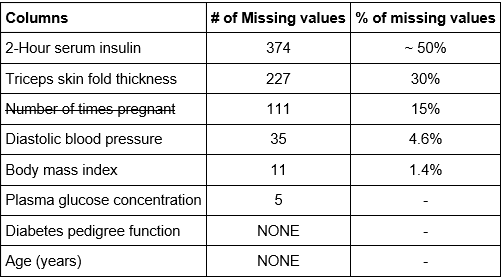 Columns # of Missing values % of missing values
2-Hour serum insulin 374 ~ 50%
Triceps skin fold thickness 227 30%
Number of times pregnant 111 15%
Diastolic blood pressure 35 4.6%
Body mass index 11 1.4%
Plasma glucose concentration 5 -
Diabetes pedigree function NONE -
Age (years) NONE -